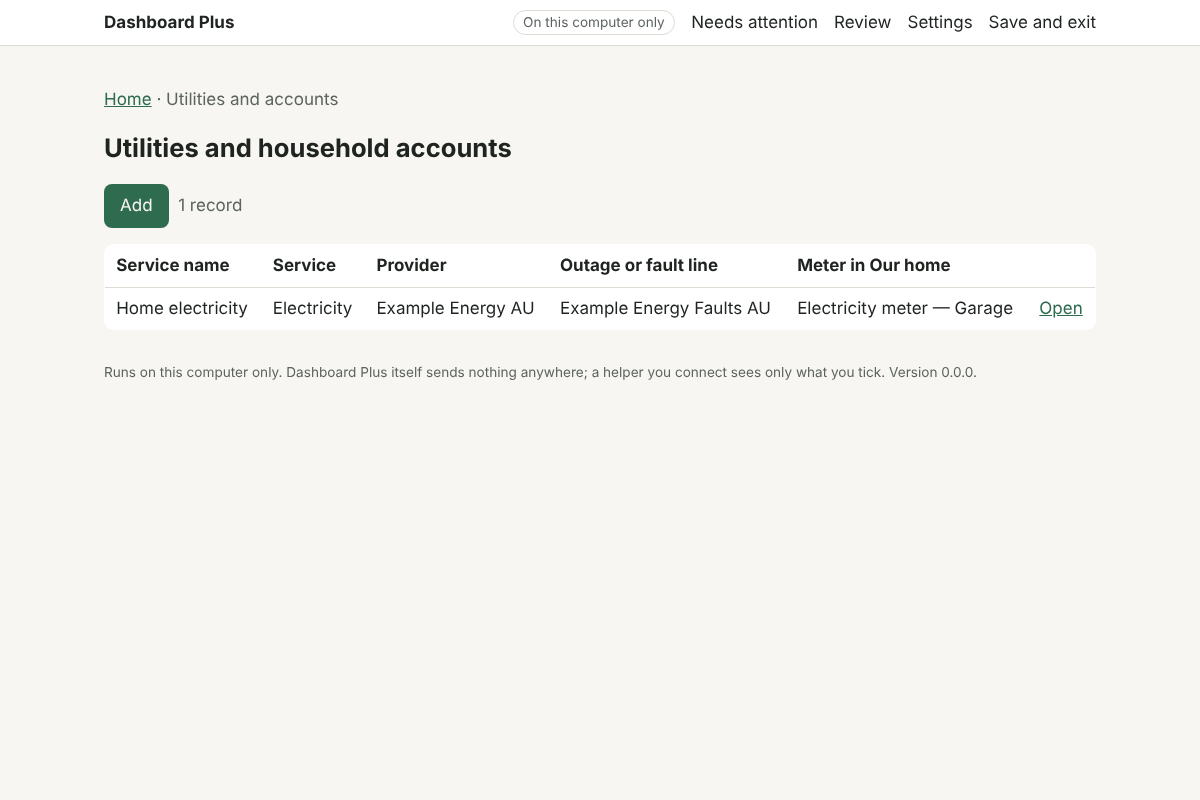 Dashboard Plus On this computer only Needs attention Review Settings Save and exit
Home · Utilities and accounts
Utilities and household accounts
Add 1 record
Service name Service Provider Outage or fault line Meter in Our home
Home electricity Electricity Example Energy AU Example Energy Faults AU Electricity meter — Garage Open
Runs on this computer only. Dashboard Plus itself sends nothing anywhere; a helper you connect sees only what you tick. Version 0.0.0.